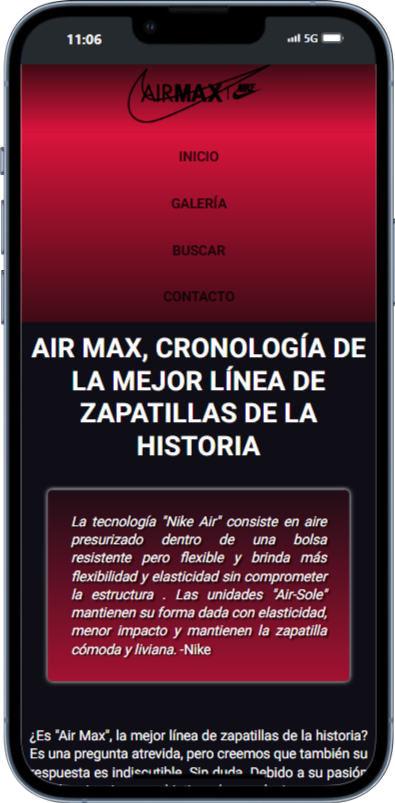 11:06
5G
AIRMAX
INICIO
GALERÍA
BUSCAR
CONTACTO
AIR MAX, CRONOLOGÍA DE
LA MEJOR LÍNEA DE
ZAPATILLAS DE LA
HISTORIA
La tecnología "Nike Air" consiste en aire
presurizado dentro de una bolsa
resistente pero flexible y brinda más
flexibilidad y elasticidad sin comprometer
la estructura . Las unidades "Air-Sole"
mantienen su forma dada con elasticidad,
menor impacto y mantienen la zapatilla
cómoda y liviana. -Nike
¿Es "Air Max", la mejor línea de zapatillas de la historia?
Es una pregunta atrevida, pero creemos que también su
respuesta es indiscutible. Sin duda. Debido a su pasión